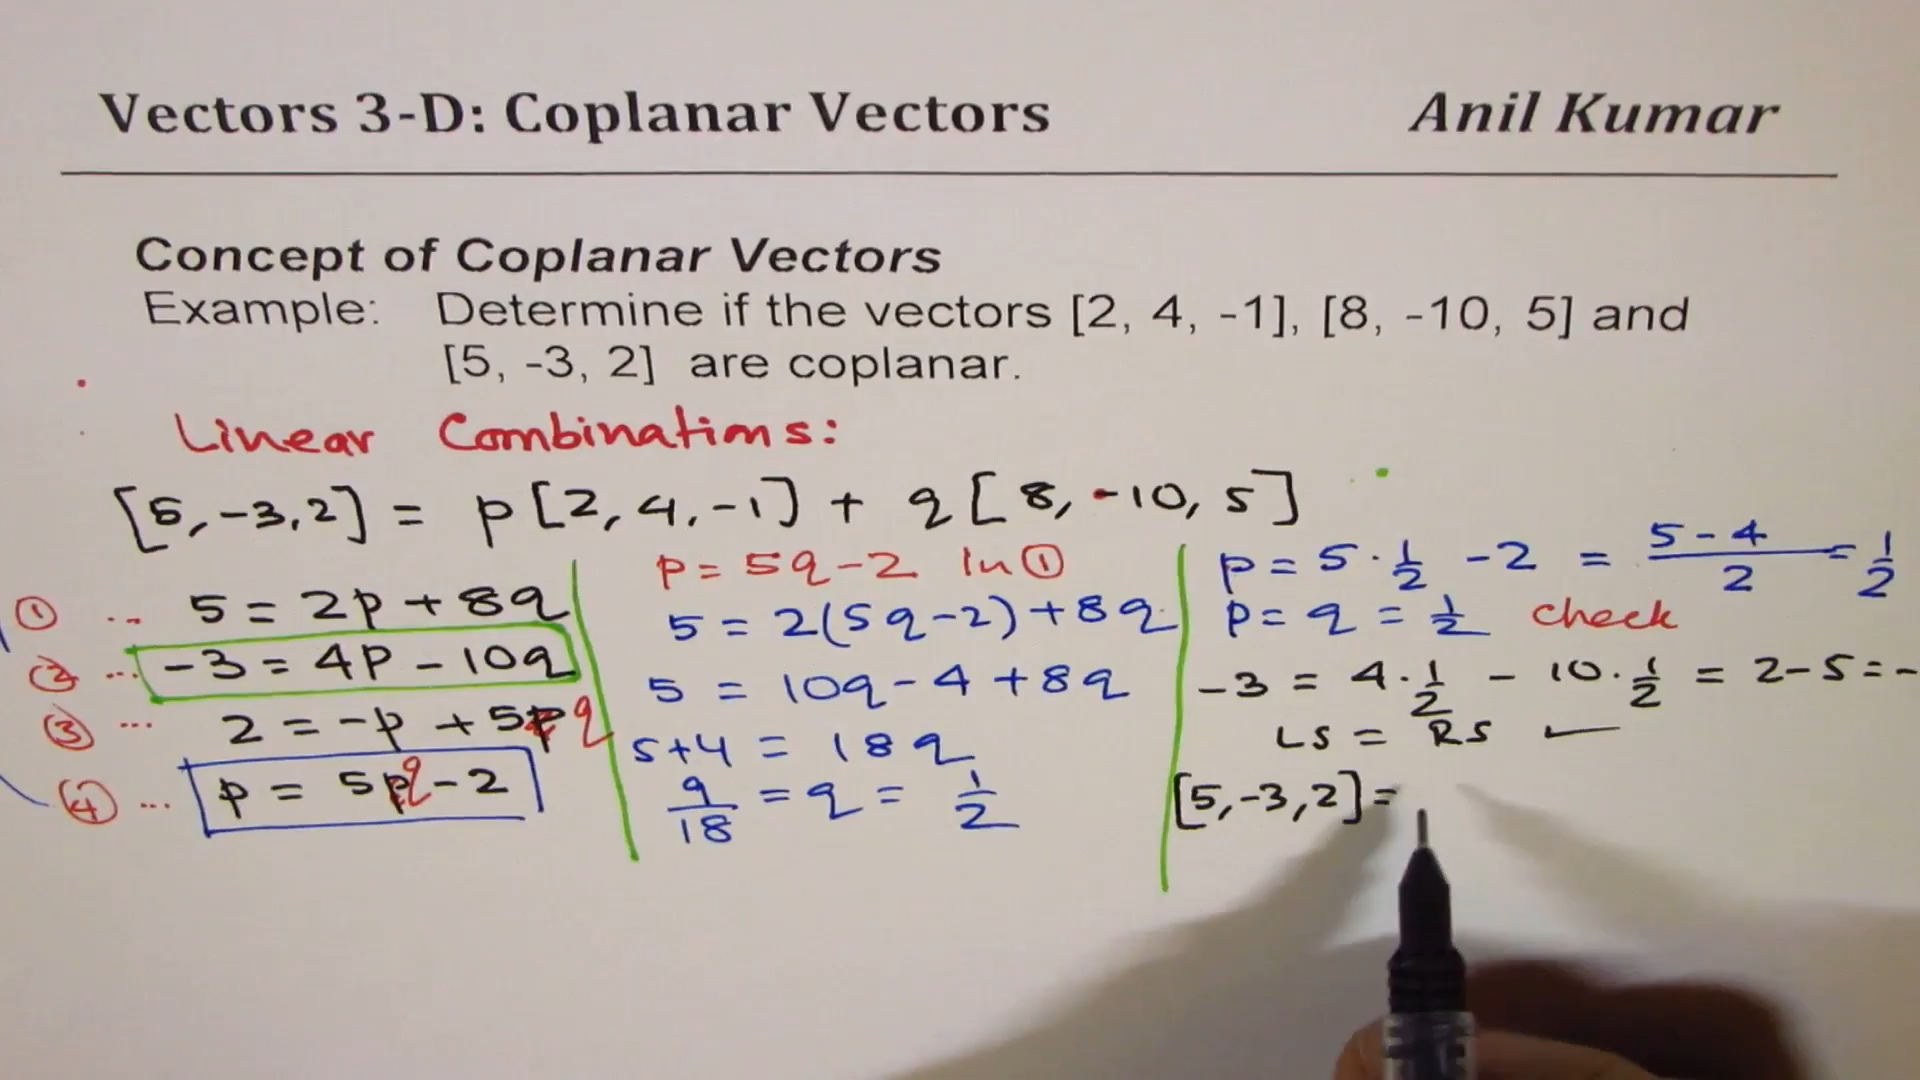 Vectors 3-D: Coplanar Vectors Anil Kumar
Concept of Coplanar Vectors
Example: Determine if the vectors [2, 4, -1], [8, -10, 5] and
[5, -3, 2] are coplanar.
Linear Combinations:
[5, -3, 2] = p[2, 4, -1] + q[8, -10, 5]
① ... 5 = 2p + 8q
② ... -3 = 4p - 10q
③ ... 2 = -p + 5q
④ ... p = 5q - 2
p = 5q - 2 In ①
5 = 2(5q - 2) + 8q
5 = 10q - 4 + 8q
5 + 4 = 18q
9/18 = q = 1/2
p = 5 · 1/2 - 2 = (5 - 4)/2 = 1/2
p = q = 1/2 check
-3 = 4 · 1/2 - 10 · 1/2 = 2 - 5 = -
LS = RS ✓
[5, -3, 2] =